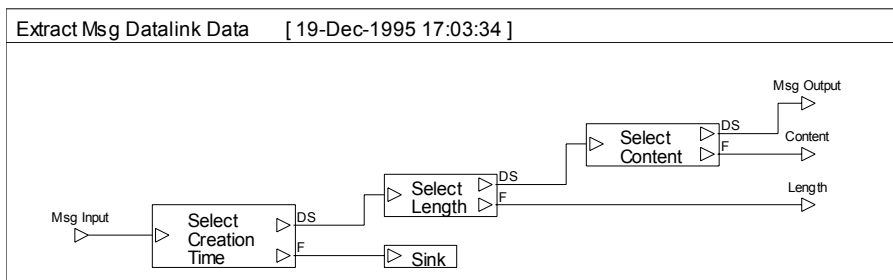 Extract Msg Datalink Data [ 19-Dec-1995 17:03:34 ]
Msg Output
DS
Select
Content
F
Content
DS
Select
Length
F
Length
Msg Input
Select
Creation
Time
DS
F
Sink